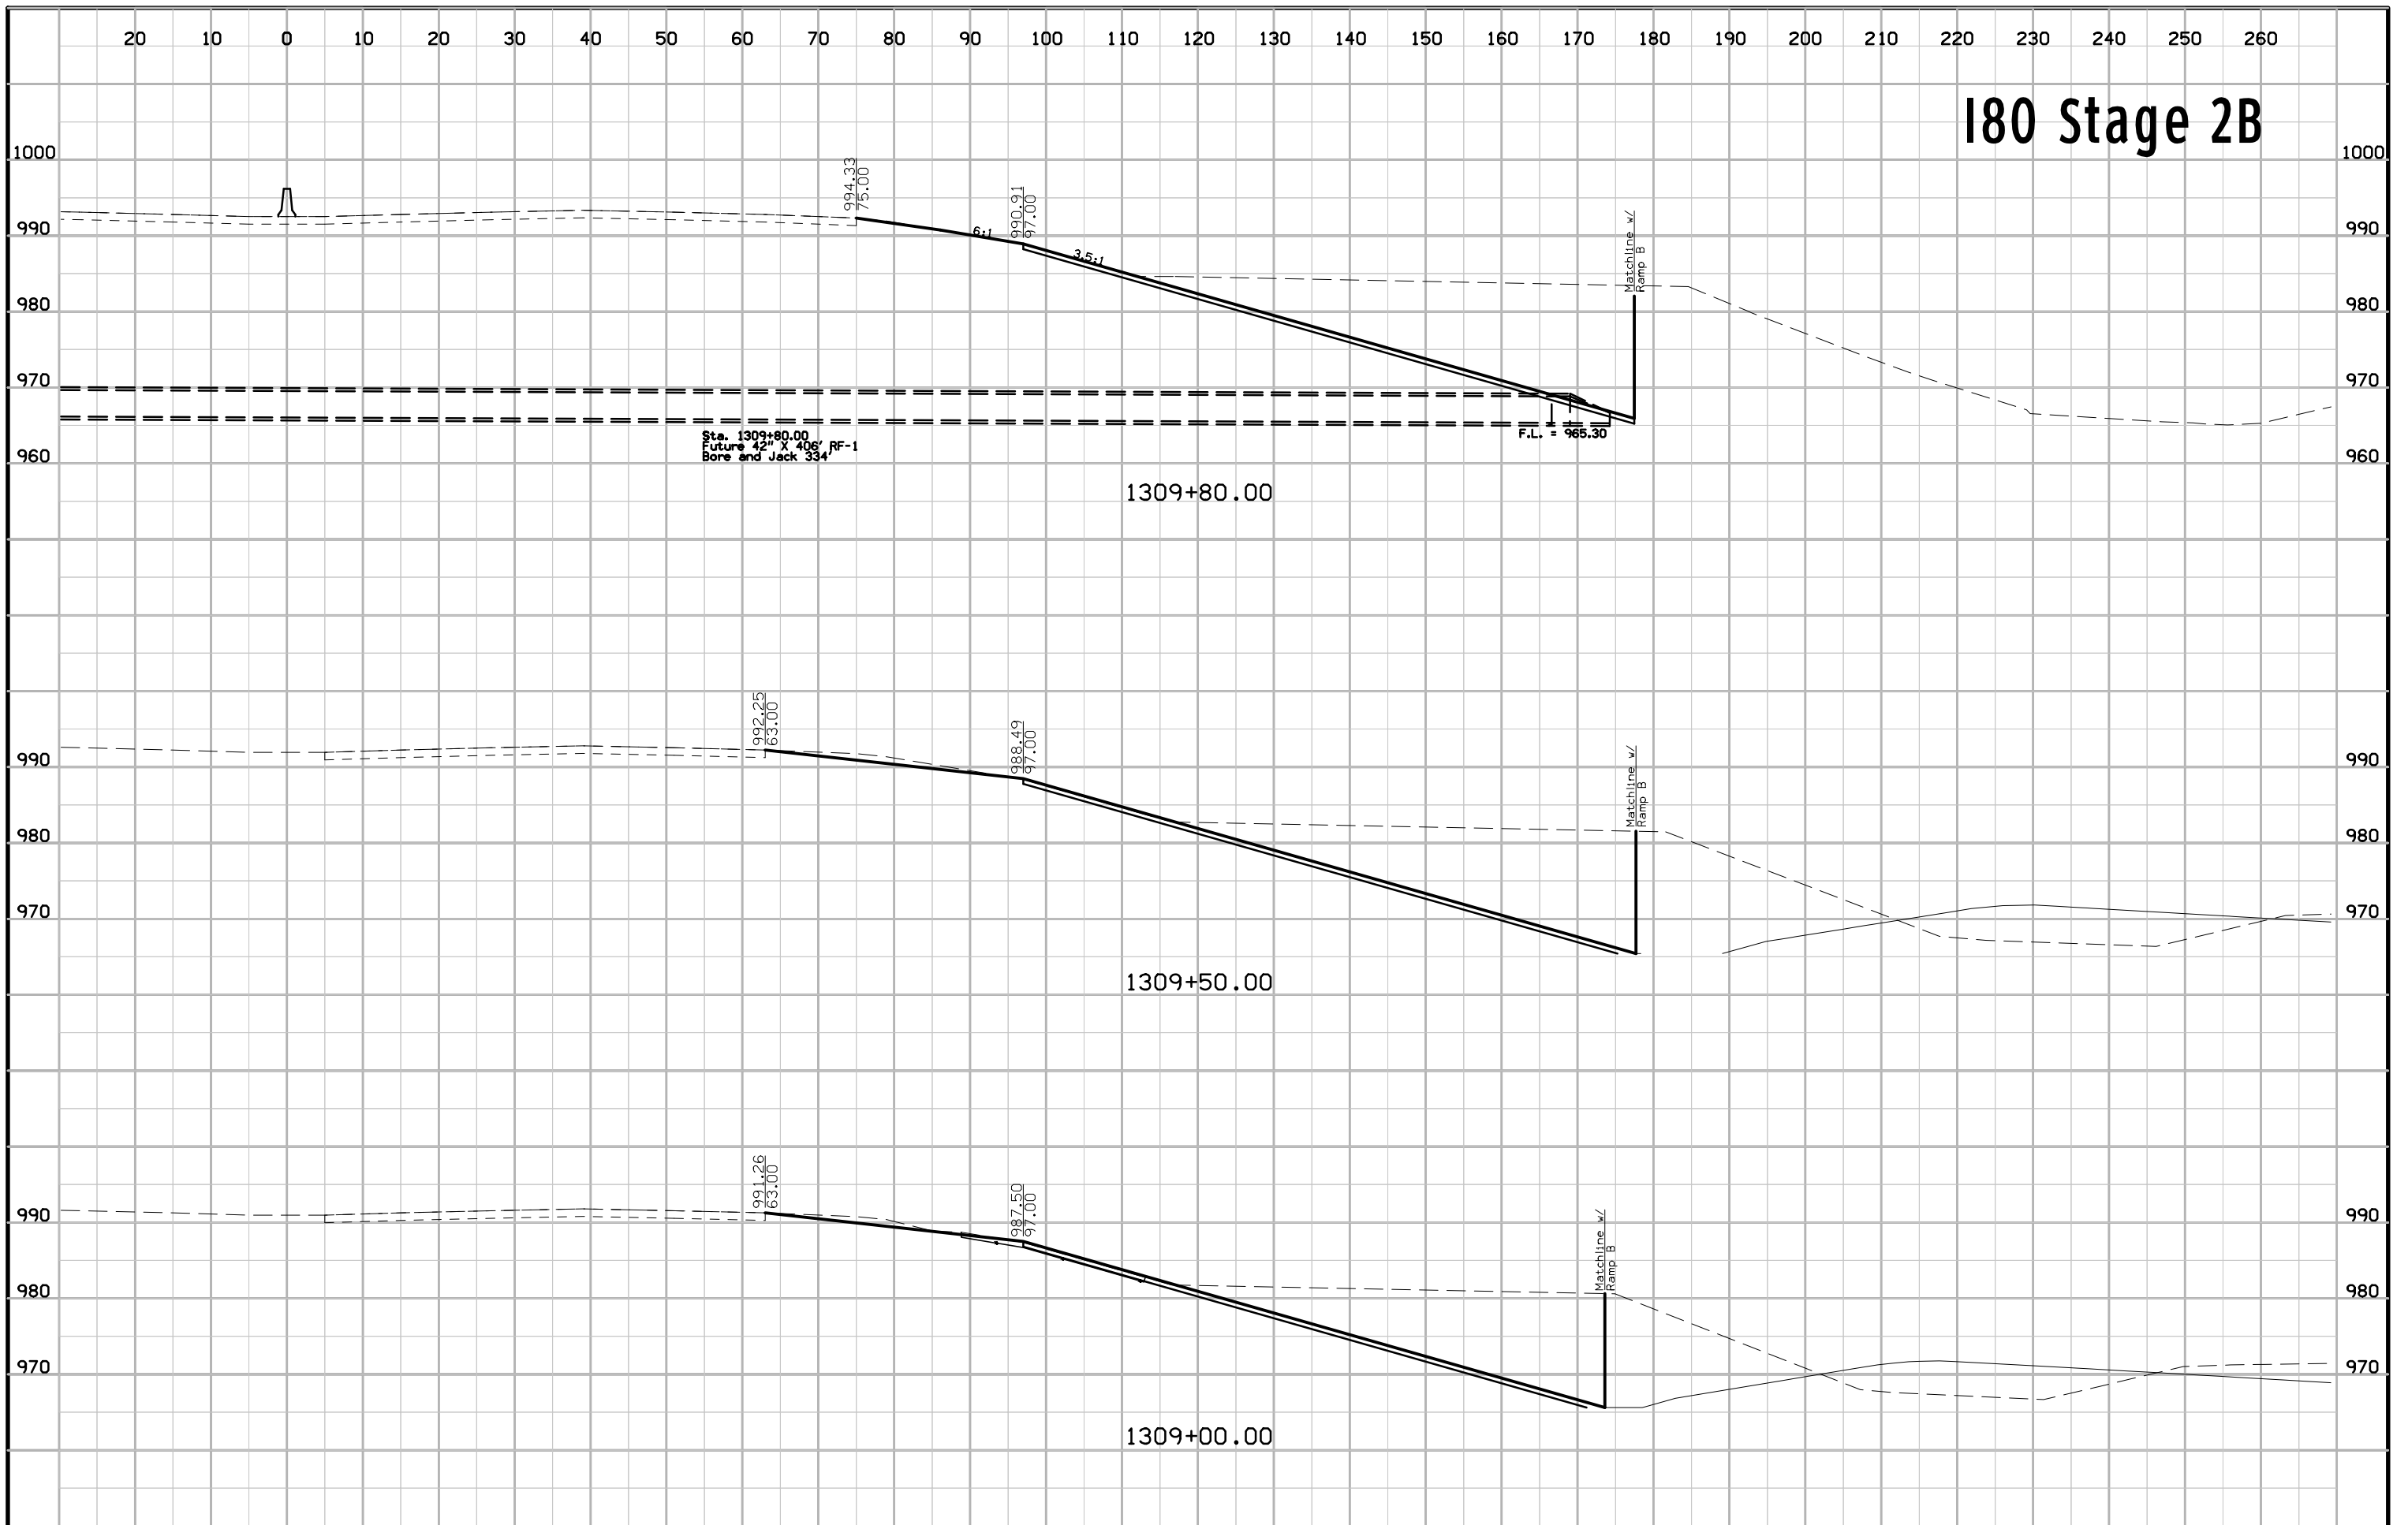 20 10 0 10 20 30 40 50 60 70 80 90 100 110 120 130 140 150 160 170 180 190 200 210 220 230 240 250 260
I80 Stage 2B
1000 1000
994.33
75.00
990.91
97.00
Matchline w/
Ramp B
990 6:1 990
3.5:1
980 980
970 970
Sta. 1309+80.00
Future 42" X 406' RF-1
Bore and Jack 334'
F.L. = 965.30
960 960
1309+80.00
992.25
63.00
988.49
97.00
Matchline w/
Ramp B
990 990
980 980
970 970
1309+50.00
991.26
63.00
987.50
97.00
Matchline w/
Ramp B
990 990
980 980
970 970
1309+00.00